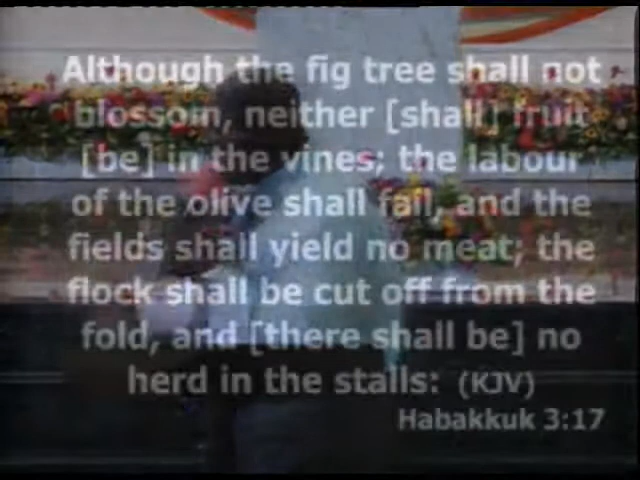 Although the fig tree shall not
blossom, neither [shall] fruit
[be] in the vines; the labour
of the olive shall fail, and the
fields shall yield no meat; the
flock shall be cut off from the
fold, and [there shall be] no
herd in the stalls: (KJV)
Habakkuk 3:17